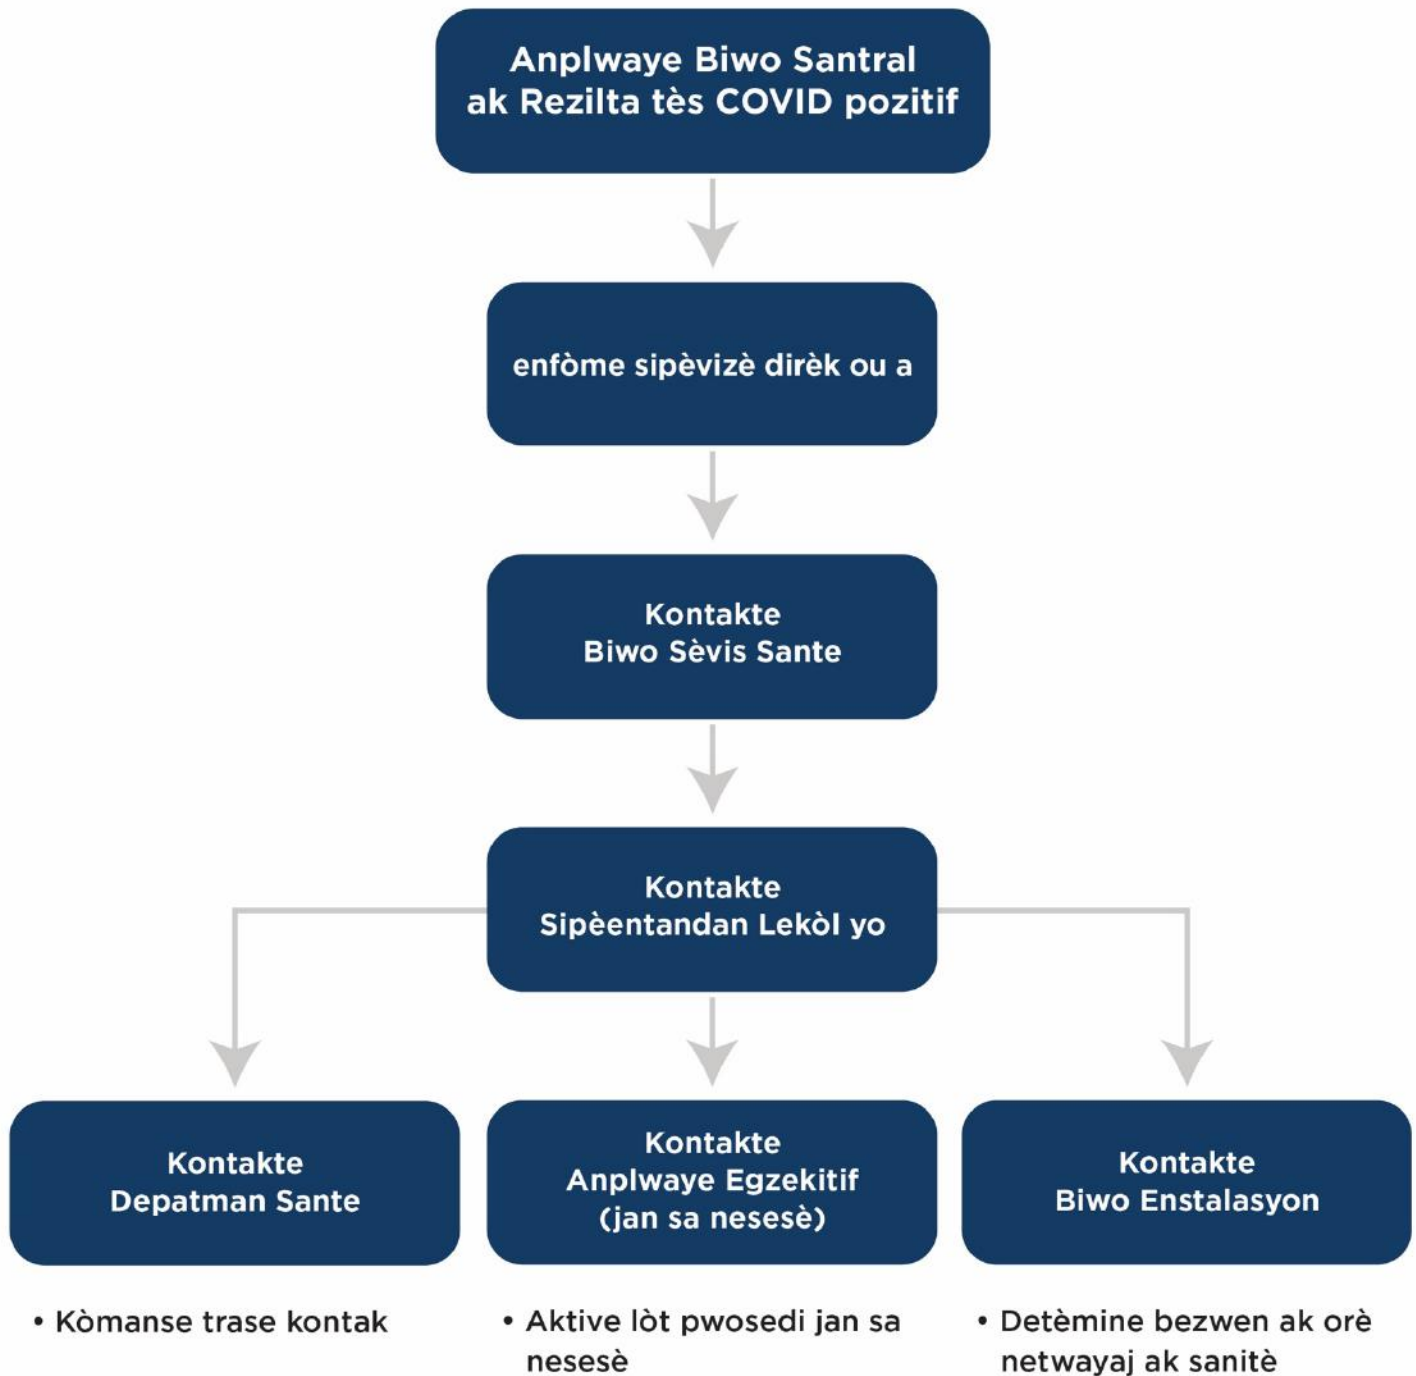 Anplwaye Biwo Santral
ak Rezilta tès COVID pozitif
enfòme sipèvizè dirèk ou a
Kontakte
Biwo Sèvis Sante
Kontakte
Sipèentandan Lekòl yo
Kontakte
Depatman Sante
Kontakte
Anplwaye Egzekitif
(jan sa nesesè)
Kontakte
Biwo Enstalasyon
• Kòmanse trase kontak
• Aktive lòt pwosedi jan sa
nesesè
• Detèmine bezwen ak orè
netwayaj ak sanitè